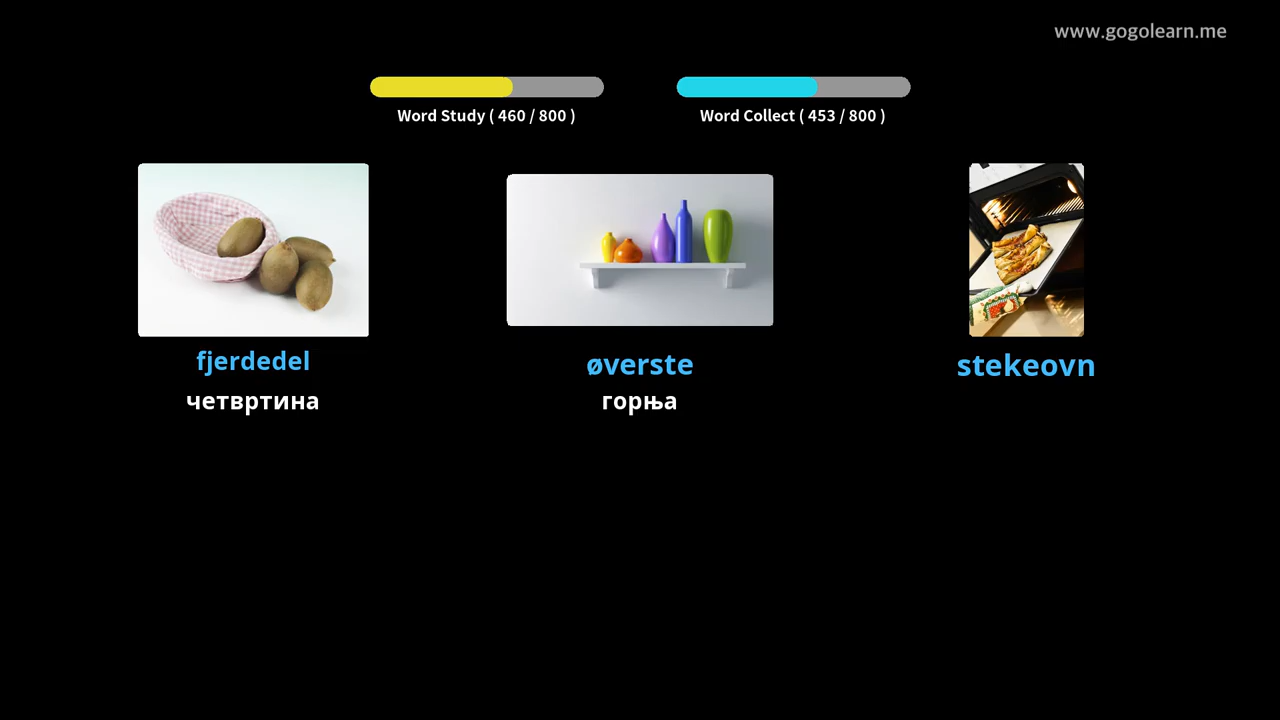 www.gogolearn.me
Word Study ( 460 / 800 )
Word Collect ( 453 / 800 )
fjerdedel
четвртина
øverste
горња
stekeovn